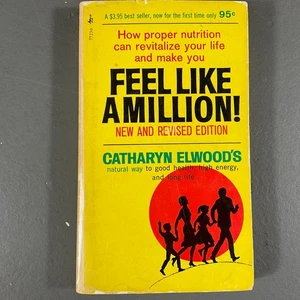 A $3.95 best seller, now for the first time only 95¢
How proper nutrition
can revitalize your life
and make you
FEEL LIKE
A MILLION!
NEW AND REVISED EDITION
CATHARYN ELWOOD'S
natural way to good health, high energy,
and long life